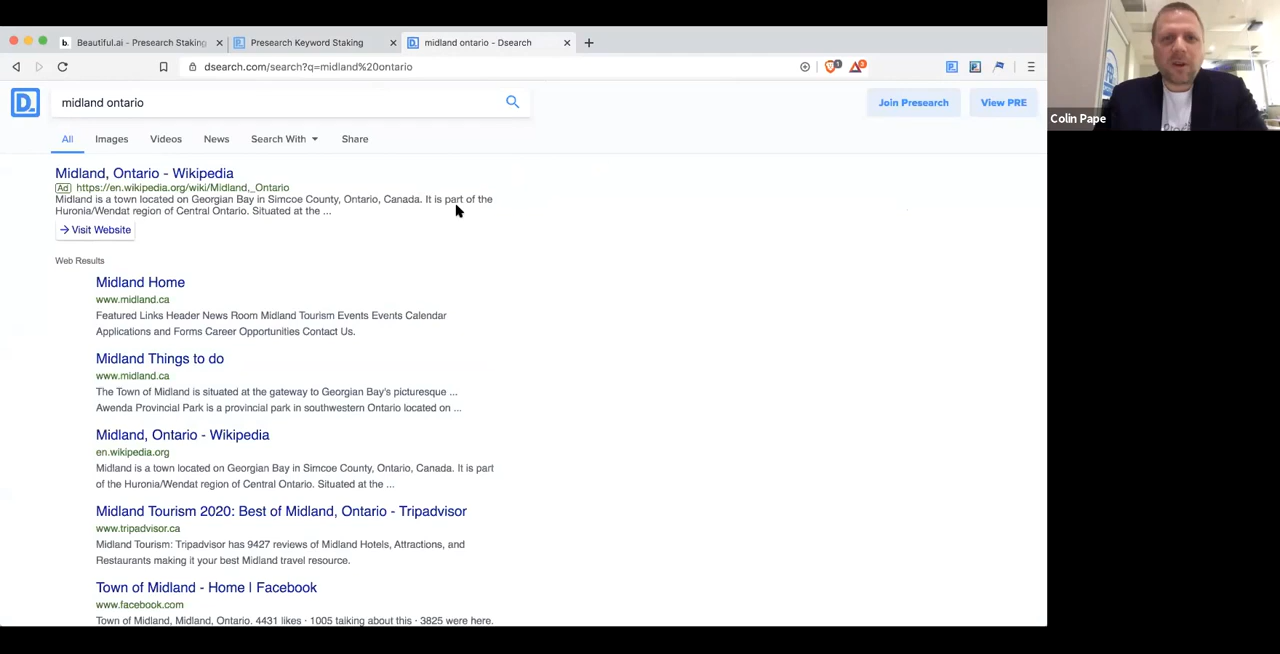 Beautiful.ai - Presearch Staking
Presearch Keyword Staking
midland ontario - Dsearch
dsearch.com/search?q=midland%20ontario
D.
midland ontario
Join Presearch
View PRE
Colin Pape
All
Images
Videos
News
Search With
Share
Midland, Ontario - Wikipedia
Ad https://en.wikipedia.org/wiki/Midland,_Ontario
Midland is a town located on Georgian Bay in Simcoe County, Ontario, Canada. It is part of the
Huronia/Wendat region of Central Ontario. Situated at the ...
→ Visit Website
Web Results
Midland Home
www.midland.ca
Featured Links Header News Room Midland Tourism Events Events Calendar
Applications and Forms Career Opportunities Contact Us.
Midland Things to do
www.midland.ca
The Town of Midland is situated at the gateway to Georgian Bay's picturesque ...
Awenda Provincial Park is a provincial park in southwestern Ontario located on ...
Midland, Ontario - Wikipedia
en.wikipedia.org
Midland is a town located on Georgian Bay in Simcoe County, Ontario, Canada. It is part
of the Huronia/Wendat region of Central Ontario. Situated at the ...
Midland Tourism 2020: Best of Midland, Ontario - Tripadvisor
www.tripadvisor.ca
Midland Tourism: Tripadvisor has 9427 reviews of Midland Hotels, Attractions, and
Restaurants making it your best Midland travel resource.
Town of Midland - Home | Facebook
www.facebook.com
Town of Midland, Midland, Ontario. 4431 likes · 1005 talking about this · 3825 were here.